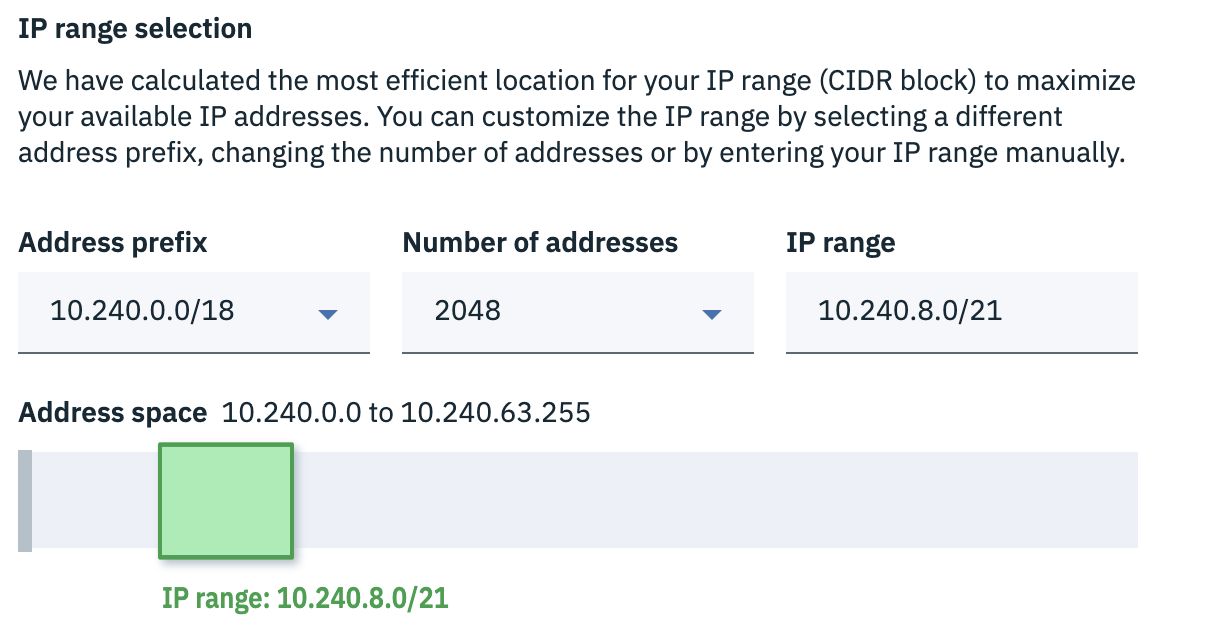 IP range selection
We have calculated the most efficient location for your IP range (CIDR block) to maximize
your available IP addresses. You can customize the IP range by selecting a different
address prefix, changing the number of addresses or by entering your IP range manually.
Address prefix
Number of addresses
IP range
10.240.0.0/18
2048
10.240.8.0/21
Address space 10.240.0.0 to 10.240.63.255
IP range: 10.240.8.0/21